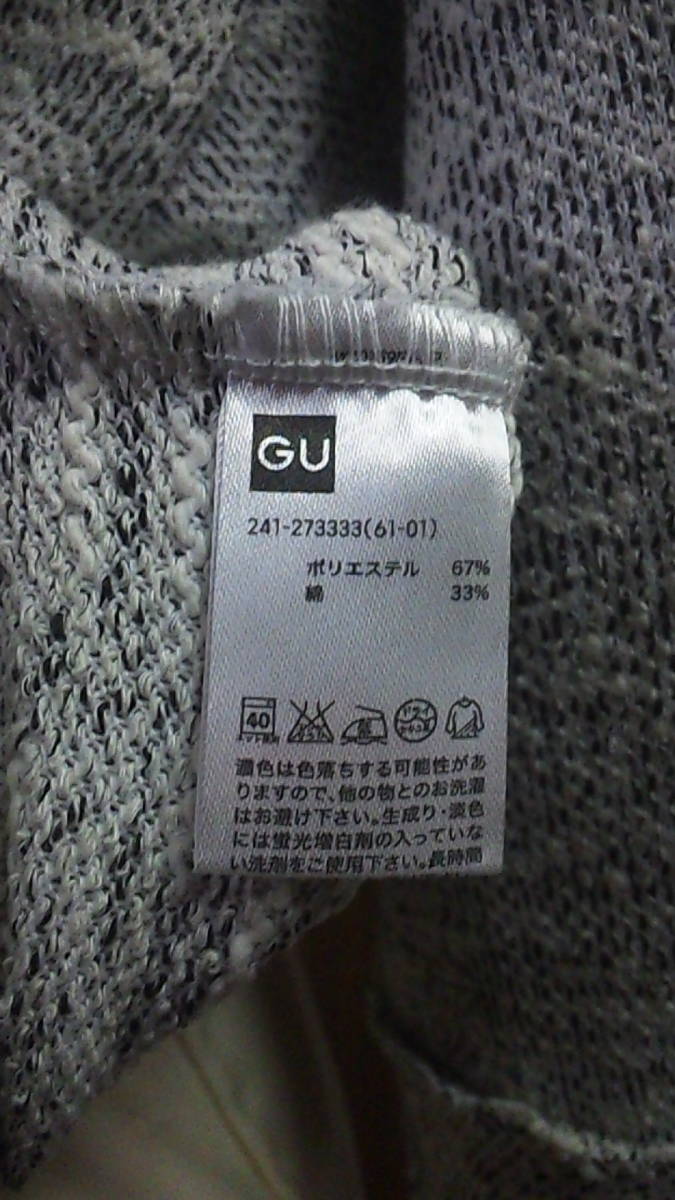 GU
241-273333(61-01)
ポリエステル 67%
綿 33%
40
濃色は色落ちする可能性があ
りますので、他の物とのお洗濯
はお避け下さい。生成り・淡色
には蛍光増白剤の入っていな
い洗剤をご使用下さい。長時間